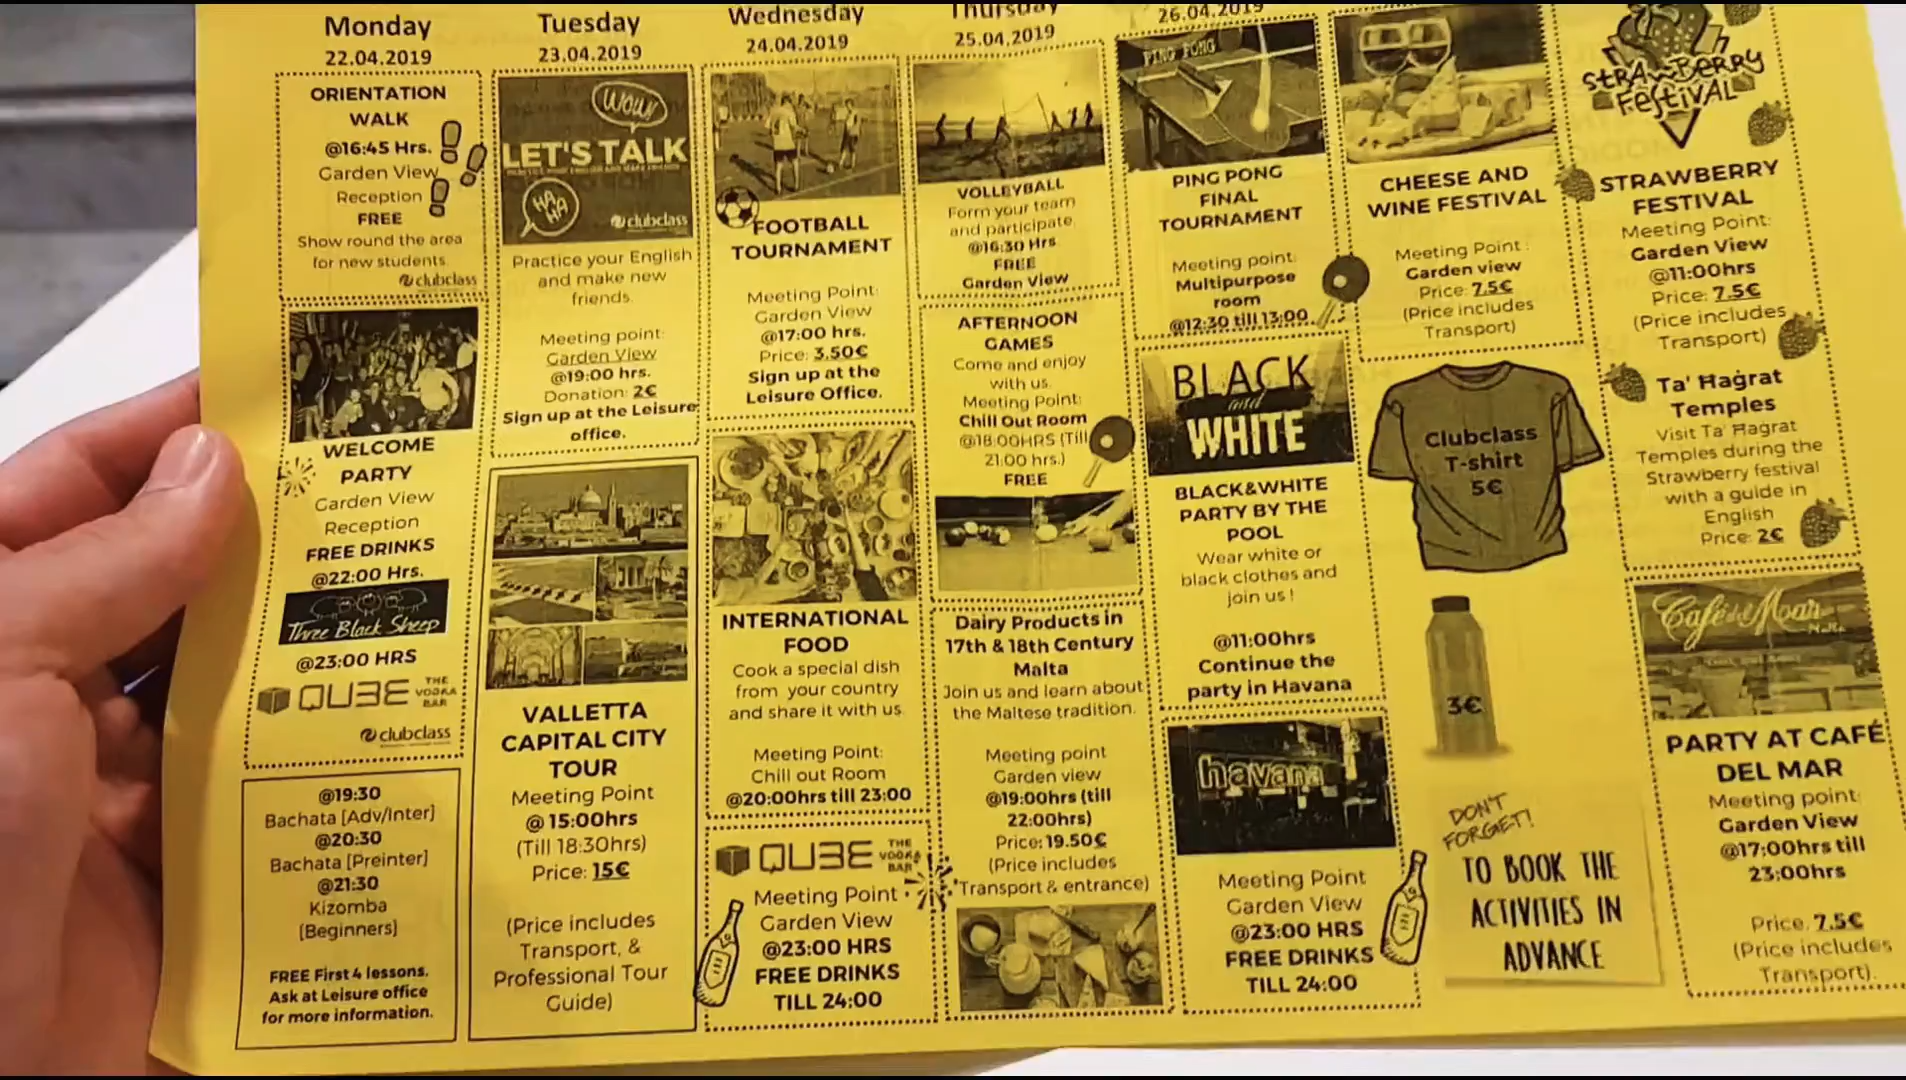 Monday
22.04.2019
ORIENTATION
WALK
@16:45 Hrs.
Garden View
Reception
FREE
Show round the area
for new students.
clubclass
WELCOME
PARTY
Garden View
Reception
FREE DRINKS
@22:00 Hrs.
Three Black Sheep
@23:00 HRS
QUBE THE
VODKA
BAR
clubclass
@19:30
Bachata [Adv/Inter]
@20:30
Bachata [Preinter]
@21:30
Kizomba
[Beginners]
FREE First 4 lessons.
Ask at Leisure office
for more information.
Tuesday
23.04.2019
WOW!
LET'S TALK
PRACTICE YOUR ENGLISH AND MAKE FRIENDS
HA
HA
clubclass
Practice your English
and make new
friends.
Meeting point:
Garden View
@19:00 hrs.
Donation: 2€
Sign up at the Leisure
office.
VALLETTA
CAPITAL CITY
TOUR
Meeting Point
@ 15:00hrs
(Till 18:30hrs)
Price: 15€
(Price includes
Transport, &
Professional Tour
Guide)
Wednesday
24.04.2019
FOOTBALL
TOURNAMENT
Meeting Point:
Garden View
@17:00 hrs.
Price: 3.50€
Sign up at the
Leisure Office.
INTERNATIONAL
FOOD
Cook a special dish
from your country
and share it with us.
Meeting Point:
Chill out Room
@20:00hrs till 23:00
QUBE THE
VODKA
BAR
Meeting Point
Garden View
@23:00 HRS
FREE DRINKS
TILL 24:00
Thursday
25.04.2019
VOLLEYBALL
Form your team
and participate.
@16:30 Hrs
FREE
Garden View
AFTERNOON
GAMES
Come and enjoy
with us.
Meeting Point:
Chill Out Room
@18:00HRS (Till
21:00 hrs.)
FREE
Dairy Products in
17th & 18th Century
Malta
Join us and learn about
the Maltese tradition.
Meeting point
Garden view
@19:00hrs (till
22:00hrs)
Price: 19.50€
(Price includes
Transport & entrance)
26.04.2019
PING PONG
PING PONG
FINAL
TOURNAMENT
Meeting point:
Multipurpose
room
@12:30 till 13:00
BLACK
and
WHITE
BLACK&WHITE
PARTY BY THE
POOL
Wear white or
black clothes and
join us !
@11:00hrs
Continue the
party in Havana
havana
Meeting Point
Garden View
@23:00 HRS
FREE DRINKS
TILL 24:00
CHEESE AND
WINE FESTIVAL
Meeting Point :
Garden view
Price: 7.5€
(Price includes
Transport)
Clubclass
T-shirt
5€
3€
DON'T
FORGET!
TO BOOK THE
ACTIVITIES IN
ADVANCE
STRAWBERRY
FESTIVAL
STRAWBERRY
FESTIVAL
Meeting Point:
Garden View
@11:00hrs
Price: 7.5€
(Price includes
Transport)
Ta' Ħaġrat
Temples
Visit Ta' Ħagrat
Temples during the
Strawberry festival
with a guide in
English
Price: 2€
Café del Mar
Malta
PARTY AT CAFÉ
DEL MAR
Meeting point:
Garden View
@17:00hrs till
23:00hrs
Price: 7.5€
(Price includes
Transport).